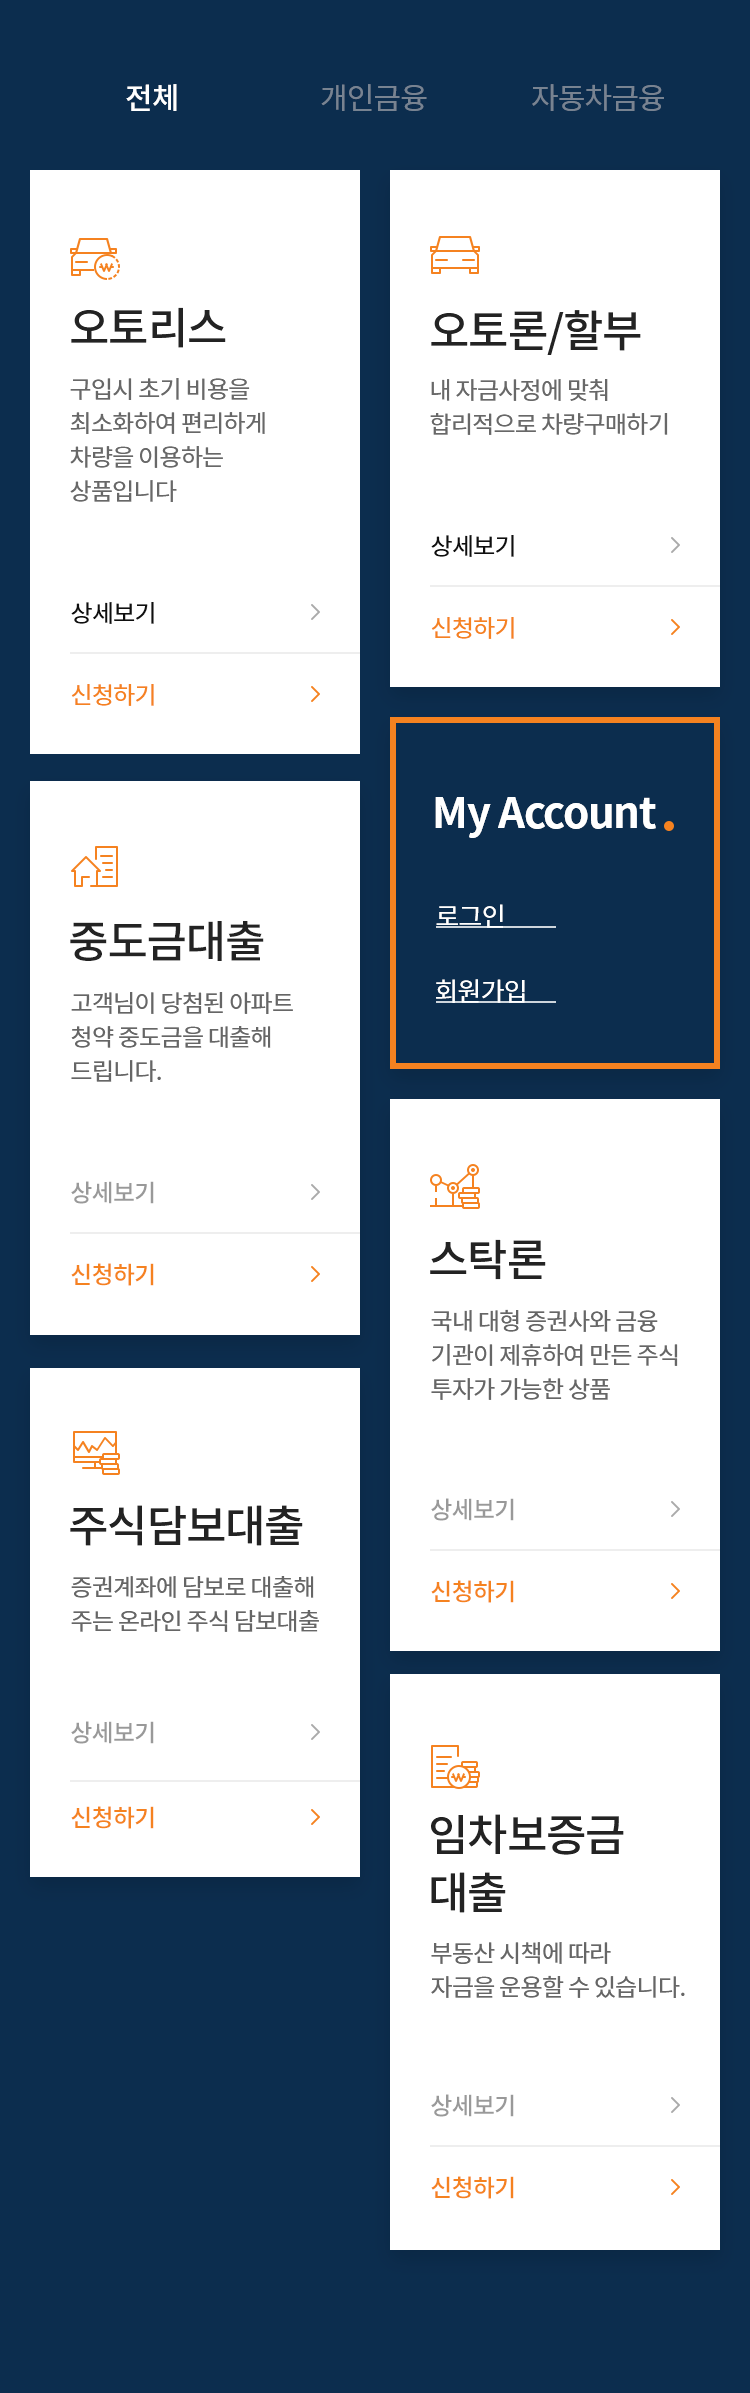 전체
개인금융
자동차금융
오토리스
구입시 초기 비용을
최소화하여 편리하게
차량을 이용하는
상품입니다
상세보기
신청하기
오토론/할부
내 자금사정에 맞춰
합리적으로 차량구매하기
상세보기
신청하기
My Account.
로그인
회원가입
중도금대출
고객님이 당첨된 아파트
청약 중도금을 대출해
드립니다.
상세보기
신청하기
스탁론
국내 대형 증권사와 금융
기관이 제휴하여 만든 주식
투자가 가능한 상품
상세보기
신청하기
주식담보대출
증권계좌에 담보로 대출해
주는 온라인 주식 담보대출
상세보기
신청하기
임차보증금
대출
부동산 시책에 따라
자금을 운용할 수 있습니다.
상세보기
신청하기